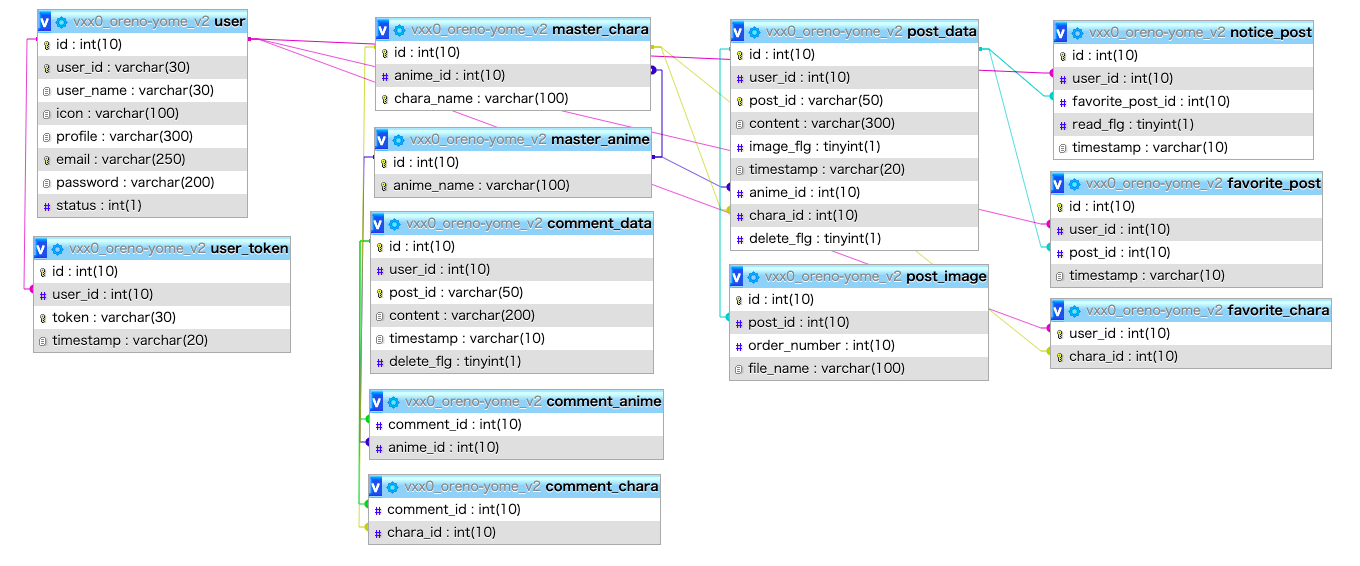 vxx0_oreno-yome_v2 user
id : int(10)
user_id : varchar(30)
user_name : varchar(30)
icon : varchar(100)
profile : varchar(300)
email : varchar(250)
password : varchar(200)
status : int(1)
vxx0_oreno-yome_v2 user_token
id : int(10)
user_id : int(10)
token : varchar(30)
timestamp : varchar(20)
vxx0_oreno-yome_v2 master_chara
id : int(10)
anime_id : int(10)
chara_name : varchar(100)
vxx0_oreno-yome_v2 master_anime
id : int(10)
anime_name : varchar(100)
vxx0_oreno-yome_v2 comment_data
id : int(10)
user_id : int(10)
post_id : varchar(50)
content : varchar(200)
timestamp : varchar(10)
delete_flg : tinyint(1)
vxx0_oreno-yome_v2 comment_anime
comment_id : int(10)
anime_id : int(10)
vxx0_oreno-yome_v2 comment_chara
comment_id : int(10)
chara_id : int(10)
vxx0_oreno-yome_v2 post_data
id : int(10)
user_id : int(10)
post_id : varchar(50)
content : varchar(300)
image_flg : tinyint(1)
timestamp : varchar(20)
anime_id : int(10)
chara_id : int(10)
delete_flg : tinyint(1)
vxx0_oreno-yome_v2 post_image
id : int(10)
post_id : int(10)
order_number : int(10)
file_name : varchar(100)
vxx0_oreno-yome_v2 notice_post
id : int(10)
user_id : int(10)
favorite_post_id : int(10)
read_flg : tinyint(1)
timestamp : varchar(10)
vxx0_oreno-yome_v2 favorite_post
id : int(10)
user_id : int(10)
post_id : int(10)
timestamp : varchar(10)
vxx0_oreno-yome_v2 favorite_chara
user_id : int(10)
chara_id : int(10)